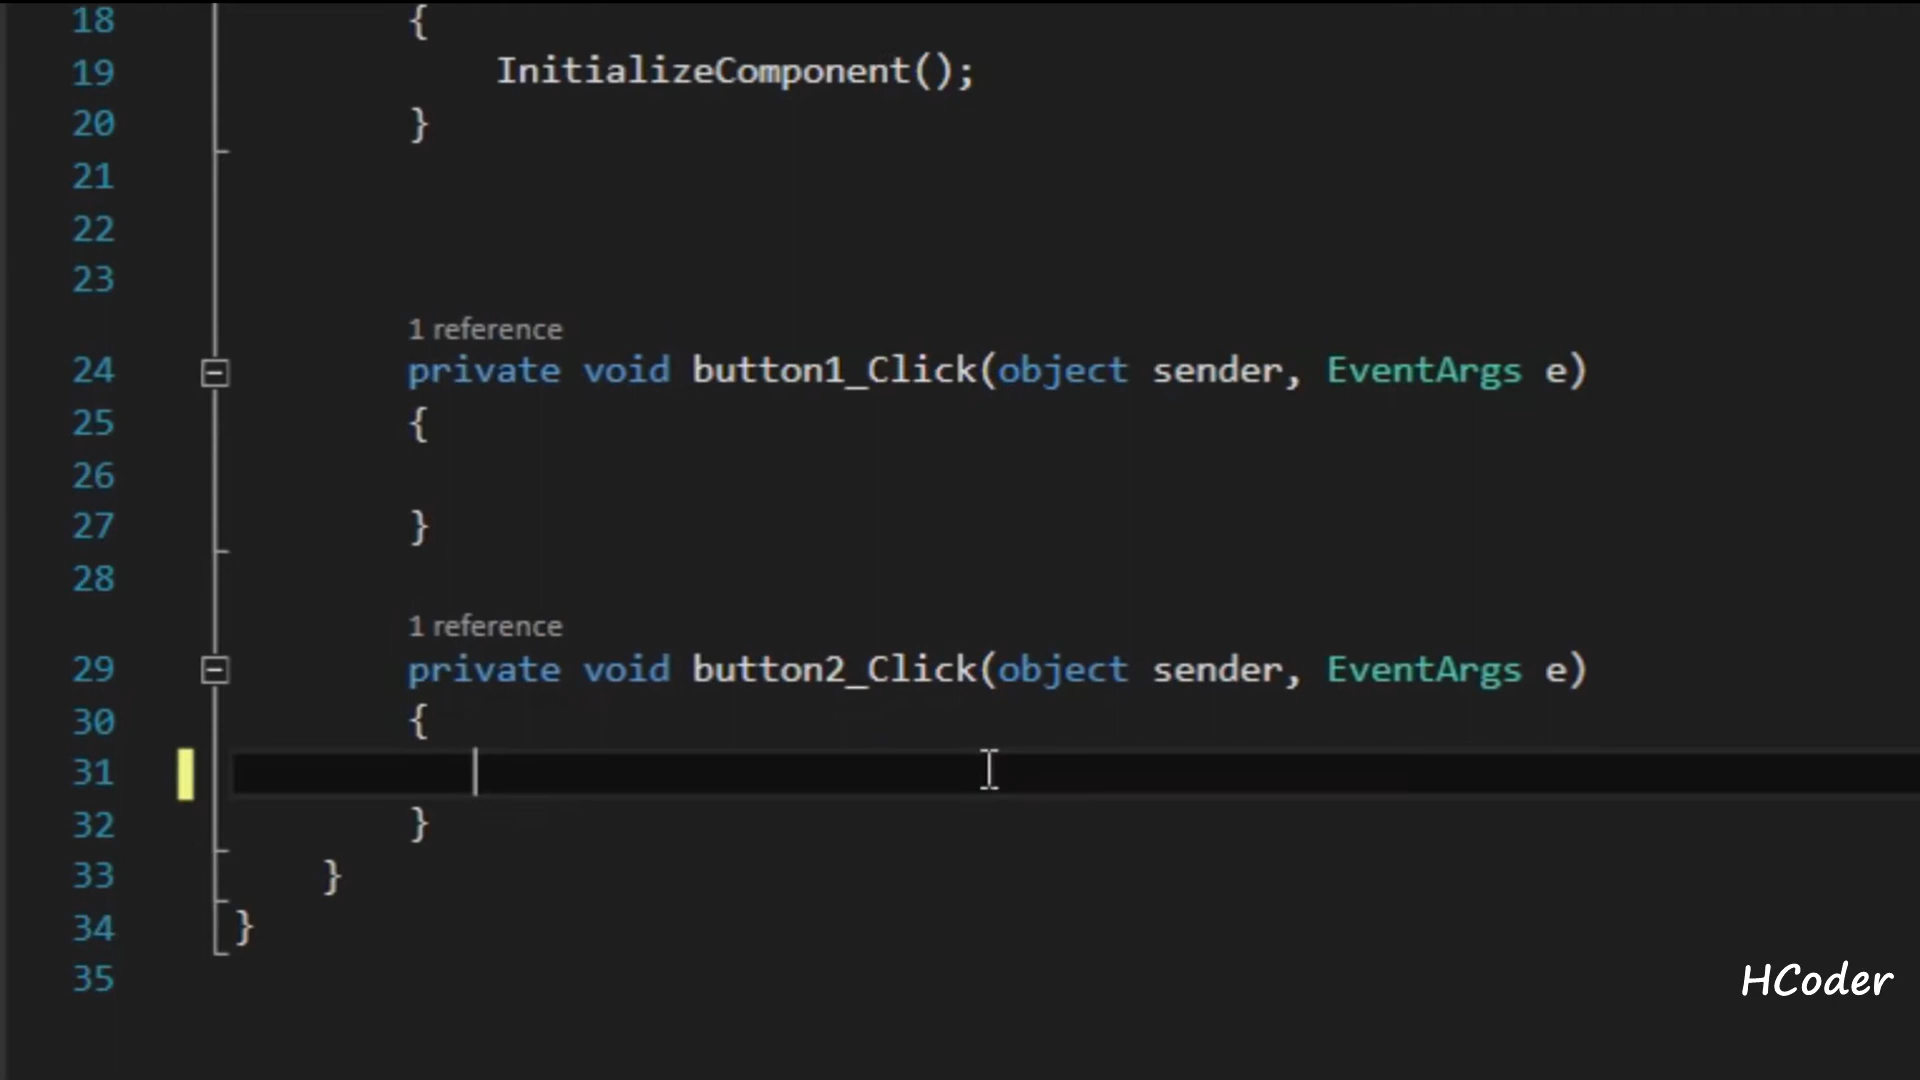 18 {
19 InitializeComponent();
20 }
21
22
23
1 reference
24 private void button1_Click(object sender, EventArgs e)
25 {
26
27 }
28
1 reference
29 private void button2_Click(object sender, EventArgs e)
30 {
31
32 }
33 }
34 }
35
HCoder